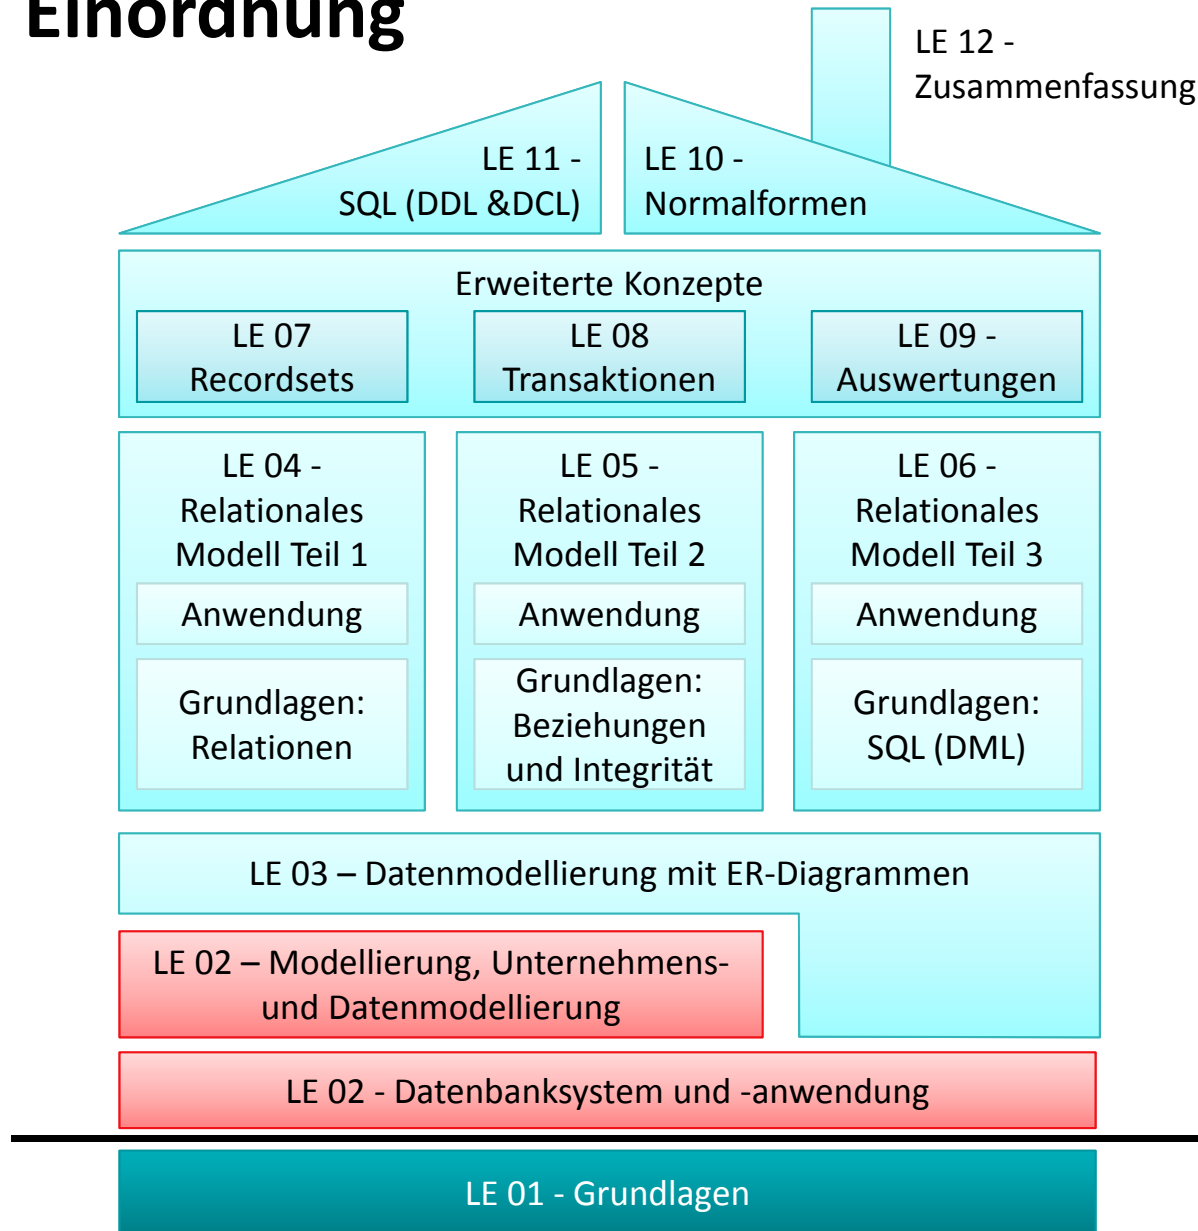 Einordnung
LE 12 -
Zusammenfassung
LE 11 -
SQL (DDL &DCL)
LE 10 -
Normalformen
Erweiterte Konzepte
LE 07
Recordsets
LE 08
Transaktionen
LE 09 -
Auswertungen
LE 04 -
Relationales
Modell Teil 1
Anwendung
Grundlagen:
Relationen
LE 05 -
Relationales
Modell Teil 2
Anwendung
Grundlagen:
Beziehungen
und Integrität
LE 06 -
Relationales
Modell Teil 3
Anwendung
Grundlagen:
SQL (DML)
LE 03 – Datenmodellierung mit ER-Diagrammen
LE 02 – Modellierung, Unternehmens-
und Datenmodellierung
LE 02 - Datenbanksystem und -anwendung
LE 01 - Grundlagen